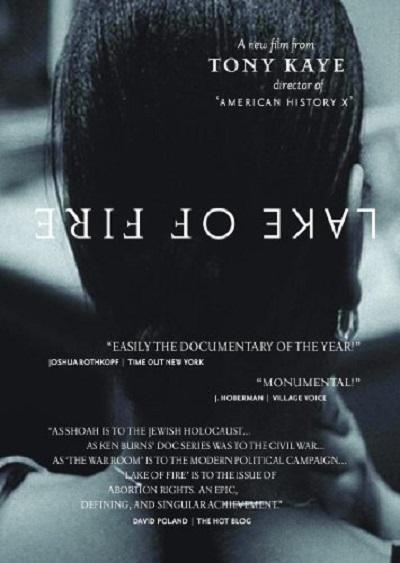 A new film from
TONY KAYE
director of
"AMERICAN HISTORY X"
LAKE OF FIRE
"EASILY THE DOCUMENTARY OF THE YEAR!"
JOSHUA ROTHKOPF | TIME OUT NEW YORK
"MONUMENTAL!"
J. HOBERMAN | VILLAGE VOICE
"AS SHOAH IS TO THE JEWISH HOLOCAUST...
AS KEN BURNS' DOC SERIES WAS TO THE CIVIL WAR...
AS 'THE WAR ROOM' IS TO THE MODERN POLITICAL CAMPAIGN...
'LAKE OF FIRE' IS TO THE ISSUE OF
ABORTION RIGHTS. AN EPIC,
DEFINING, AND SINGULAR ACHIEVEMENT."
DAVID POLAND | THE HOT BLOG